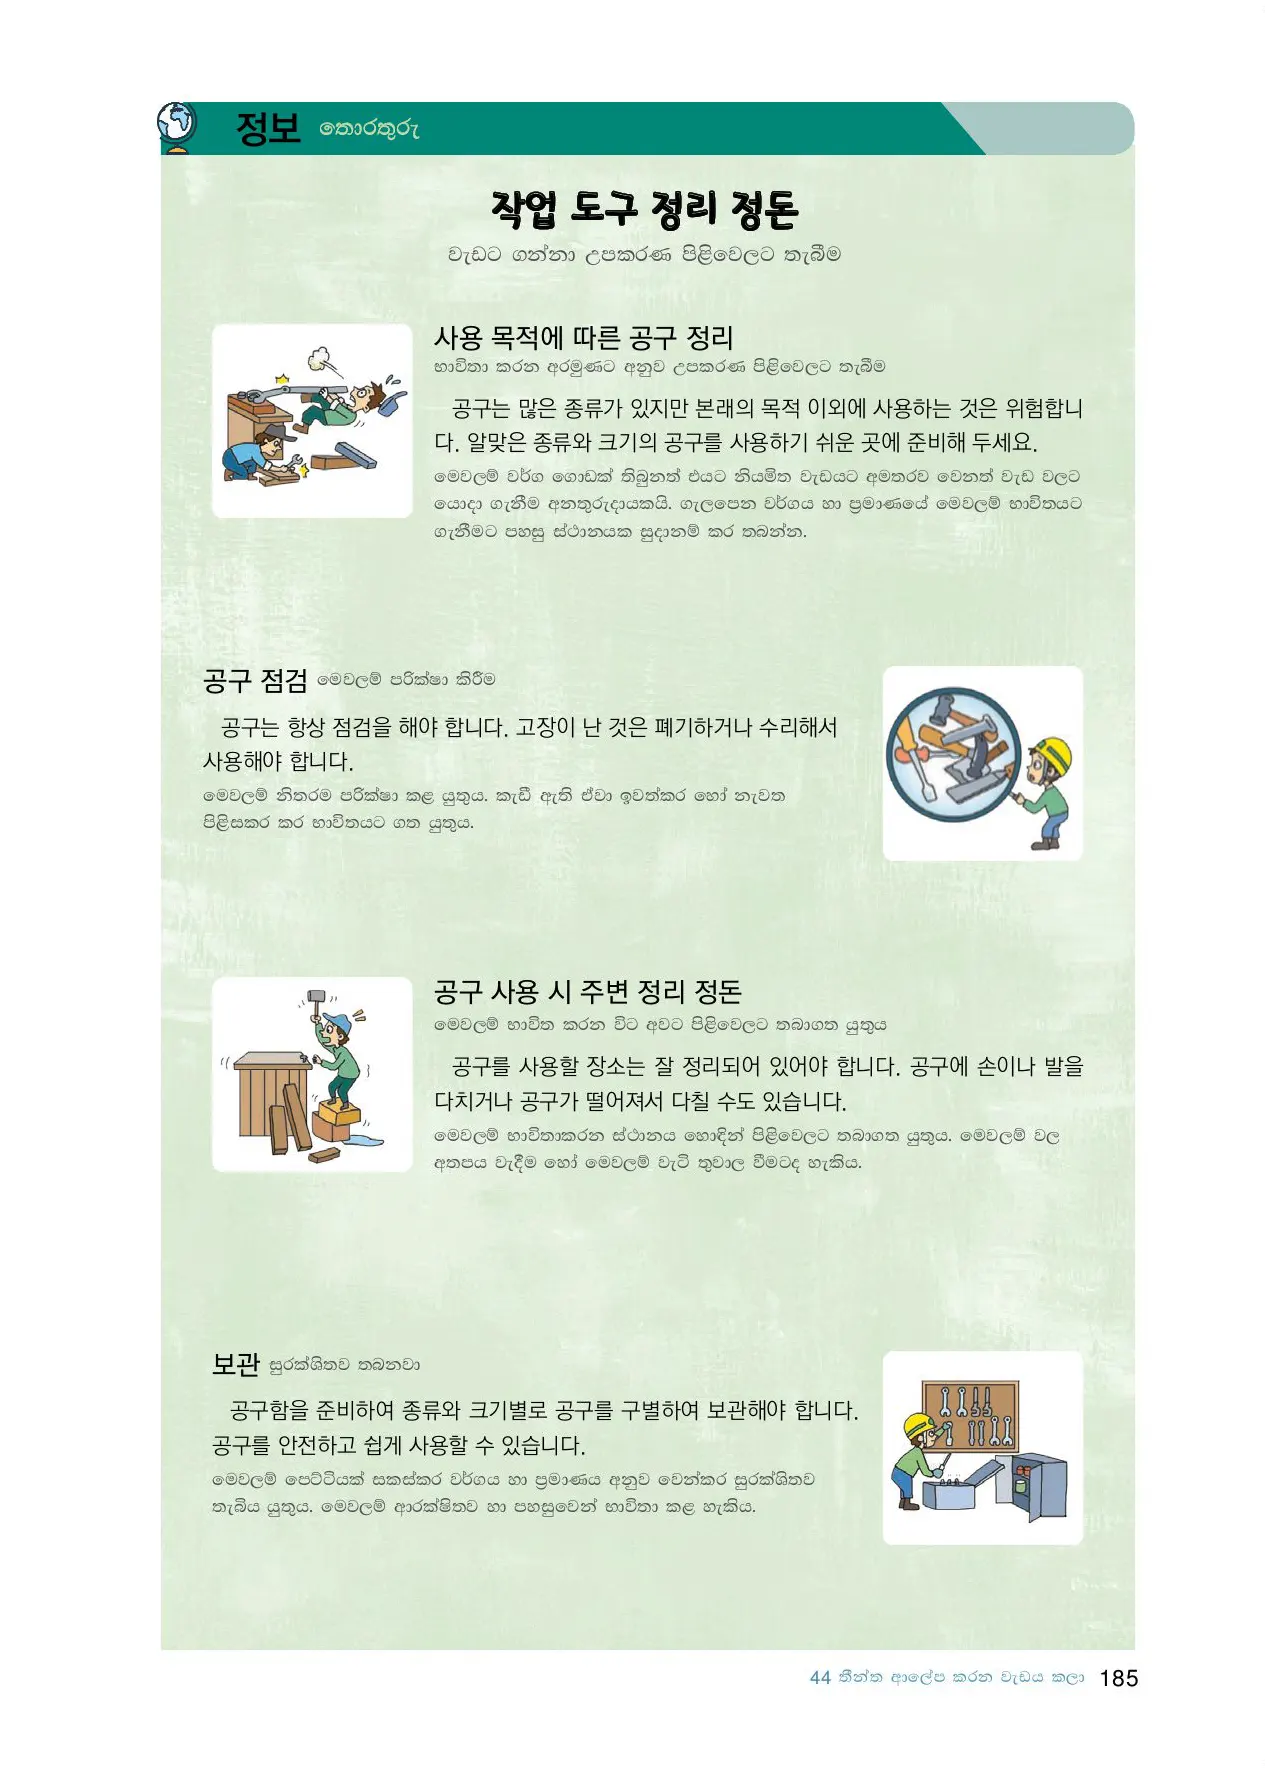 정보 තොරතුරු
작업 도구 정리 정돈
වැඩට ගන්නා උපකරණ පිළිවෙලට තැබීම
사용 목적에 따른 공구 정리
භාවිතා කරන අරමුණට අනුව උපකරණ පිළිවෙලට තැබීම
공구는 많은 종류가 있지만 본래의 목적 이외에 사용하는 것은 위험합니
다. 알맞은 종류와 크기의 공구를 사용하기 쉬운 곳에 준비해 두세요.
මෙවලම් වර්ග ගොඩක් තිබුනත් එයට නියමිත වැඩයට අමතරව වෙනත් වැඩ වලට
යොදා ගැනීම අනතුරුදායකයි. ගැලපෙන වර්ගය හා ප්‍රමාණයේ මෙවලම් භාවිතයට
ගැනීමට පහසු ස්ථානයක සුදානම් කර තබන්න.
공구 점검 මෙවලම් පරික්ෂා කිරීම
공구는 항상 점검을 해야 합니다. 고장이 난 것은 폐기하거나 수리해서
사용해야 합니다.
මෙවලම් නිතරම පරික්ෂා කළ යුතුය. කැඩී ඇති ඒවා ඉවත්කර හෝ නැවත
පිළිසකර කර භාවිතයට ගත යුතුය.
공구 사용 시 주변 정리 정돈
මෙවලම් භාවිත කරන විට අවට පිළිවෙලට තබාගත යුතුය
공구를 사용할 장소는 잘 정리되어 있어야 합니다. 공구에 손이나 발을
다치거나 공구가 떨어져서 다칠 수도 있습니다.
මෙවලම් භාවිතාකරන ස්ථානය හොඳින් පිළිවෙලට තබාගත යුතුය. මෙවලම් වල
අතපය වැදීම හෝ මෙවලම් වැටි තුවාල වීමටද හැකිය.
보관 සුරක්ශිතව තබනවා
공구함을 준비하여 종류와 크기별로 공구를 구별하여 보관해야 합니다.
공구를 안전하고 쉽게 사용할 수 있습니다.
මෙවලම් පෙට්ටියක් සකස්කර වර්ගය හා ප්‍රමාණය අනුව වෙන්කර සුරක්ශිතව
තැබිය යුතුය. මෙවලම් ආරක්ෂිතව හා පහසුවෙන් භාවිතා කළ හැකිය.
44 තීන්ත ආලේප කරන වැඩය කලා 185